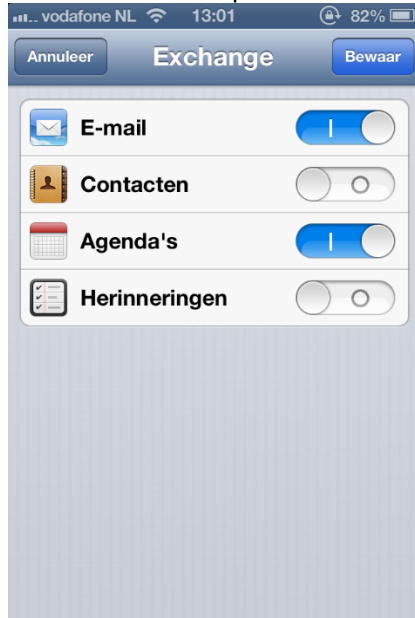 vodafone NL 13:01 82%
Annuleer Exchange Bewaar
E-mail
Contacten
Agenda's
Herinneringen